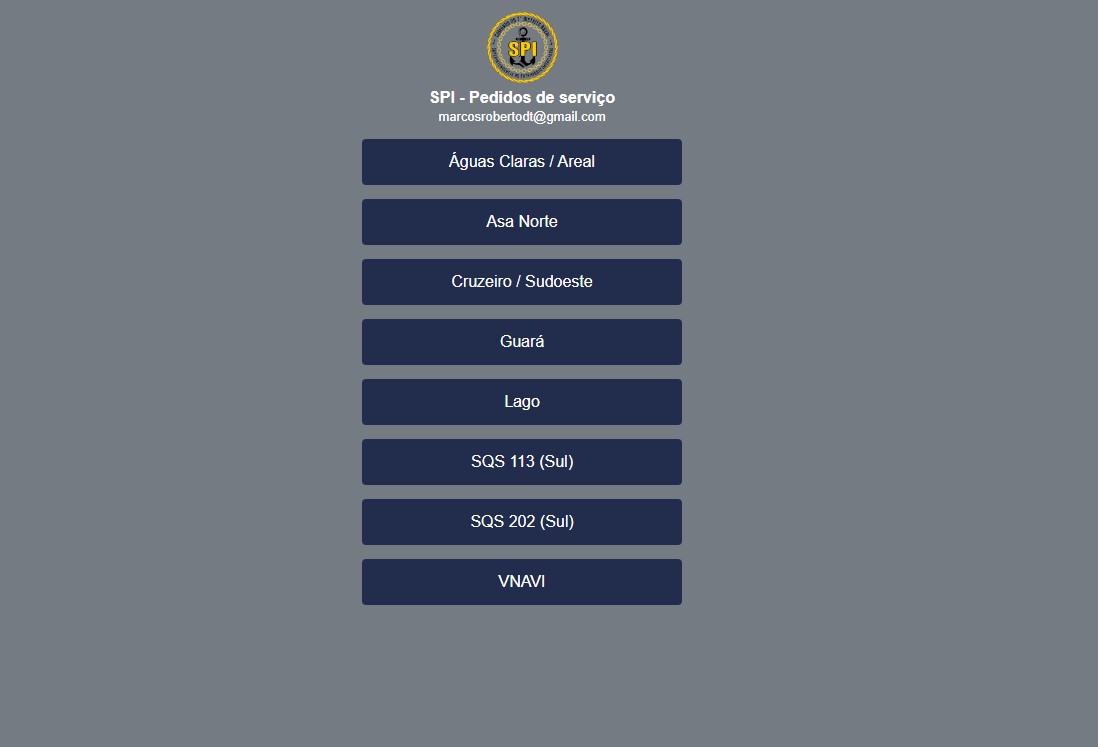 SPI
SPI - Pedidos de serviço
marcosrobertodt@gmail.com
Águas Claras / Areal
Asa Norte
Cruzeiro / Sudoeste
Guará
Lago
SQS 113 (Sul)
SQS 202 (Sul)
VNAVI